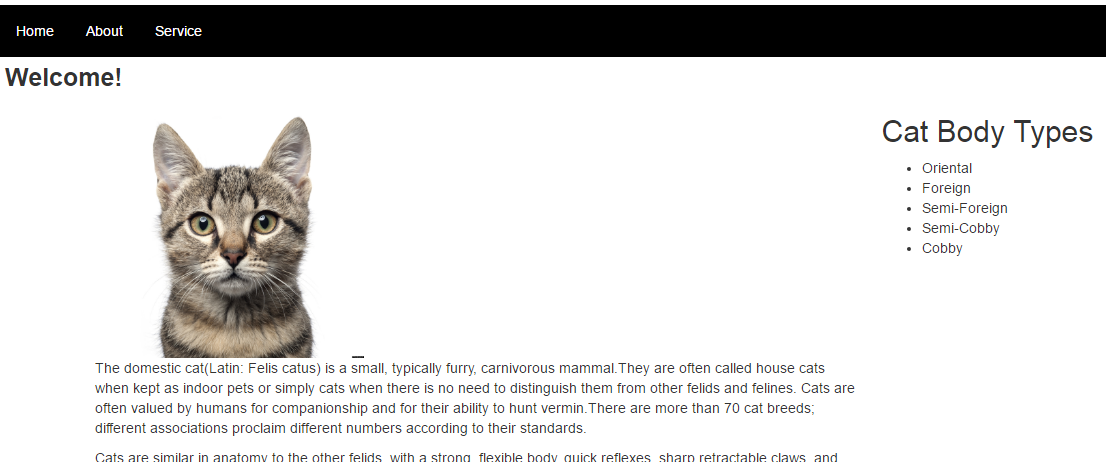 Home About Service
Welcome!
Cat Body Types
Oriental
Foreign
Semi-Foreign
Semi-Cobby
Cobby
The domestic cat(Latin: Felis catus) is a small, typically furry, carnivorous mammal.They are often called house cats
when kept as indoor pets or simply cats when there is no need to distinguish them from other felids and felines. Cats are
often valued by humans for companionship and for their ability to hunt vermin.There are more than 70 cat breeds;
different associations proclaim different numbers according to their standards.
Cats are similar in anatomy to the other felids, with a strong, flexible body, quick reflexes, sharp retractable claws, and